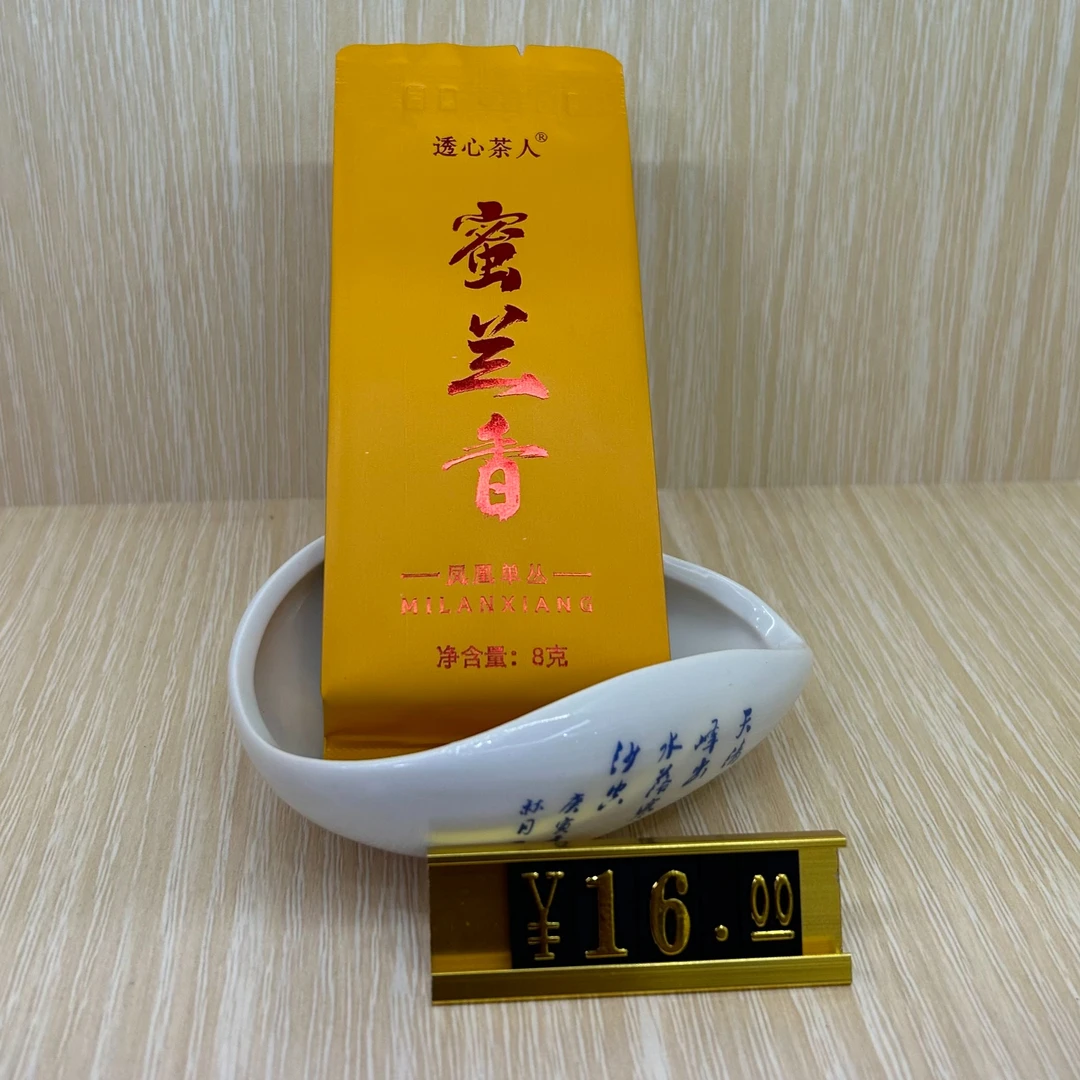 透心茶人®
蜜兰香
凤凰单丛
MILANXIANG
净含量：8克
¥16.00